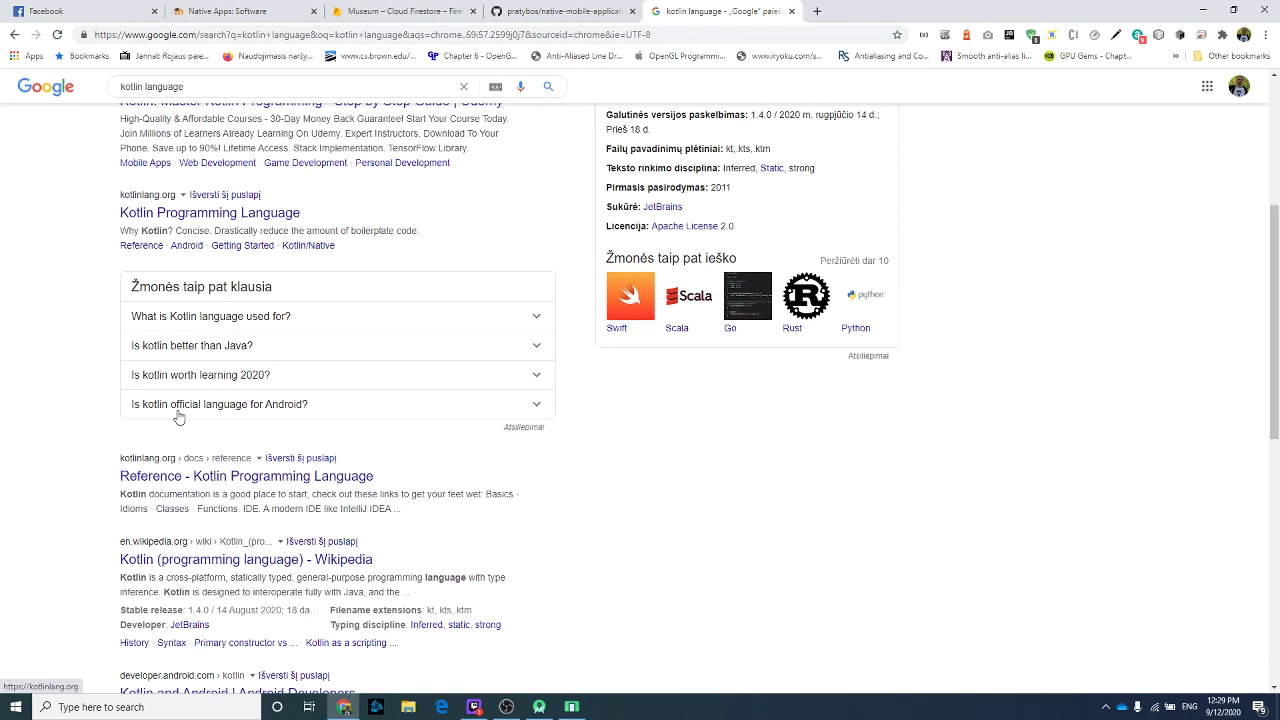 Facebook
Native Apps: Software
Museum – Cloud Firestore – Firel
pratybos/native-mobile-applicati
kotlin language - „Google“ paieš
https://www.google.com/search?q=kotlin+language&oq=kotlin+language&aqs=chrome..69i57.2599j0j7&sourceid=chrome&ie=UTF-8
Apps
Bookmarks
Jannat Rojaus paie...
Naudojimasi naršy...
www.cs.brown.edu/...
Chapter 6 - OpenG...
Anti-Aliased Line D...
OpenGL Programmi...
www.iryoku.com/s...
Antialiasing and Co...
Smooth anti-alias li...
GPU Gems - Chapt...
»
Other bookmarks
Google
kotlin language
High-Quality & Affordable Courses - 30-Day Money Back Guarantee! Start Your Course Today.
Join Millions of Learners Already Learning On Udemy. Expert Instructors. Download To Your
Phone. Save up to 90%! Lifetime Access. Stack Implementation. TensorFlow Library.
Mobile Apps · Web Development · Game Development · Personal Development
kotlinlang.org ▾ Išversti šį puslapį
Kotlin Programming Language
Why Kotlin? Concise. Drastically reduce the amount of boilerplate code.
Reference · Android · Getting Started · Kotlin/Native
Žmonės taip pat klausia
What is Kotlin language used for?
Is kotlin better than Java?
Is kotlin worth learning 2020?
Is kotlin official language for Android?
Atsiliepimai
kotlinlang.org › docs › reference ▾ Išversti šį puslapį
Reference - Kotlin Programming Language
Kotlin documentation is a good place to start, check out these links to get your feet wet: Basics ·
Idioms · Classes · Functions. IDE. A modern IDE like IntelliJ IDEA ...
en.wikipedia.org › wiki › Kotlin_(pro... ▾ Išversti šį puslapį
Kotlin (programming language) - Wikipedia
Kotlin is a cross-platform, statically typed, general-purpose programming language with type
inference. Kotlin is designed to interoperate fully with Java, and the ...
Stable release: 1.4.0 / 14 August 2020; 18 da... Filename extensions: kt, kts, ktm
Developer: JetBrains Typing discipline: Inferred, static, strong
History · Syntax · Primary constructor vs ... · Kotlin as a scripting ...
developer.android.com › kotlin ▾ Išversti šį puslapį
Kotlin and Android | Android Developers
Galutinės versijos paskelbimas: 1.4.0 / 2020 m. rugpjūčio 14 d.;
Prieš 18 d.
Failų pavadinimų plėtiniai: kt,.kts,.ktm
Teksto rinkimo disciplina: Inferred, Static, strong
Pirmasis pasirodymas: 2011
Sukūrė: JetBrains
Licencija: Apache License 2.0
Žmonės taip pat ieško
Peržiūrėti dar 10
Scala
python
Swift
Scala
Go
Rust
Python
Atsiliepimai
https://kotlinlang.org
Type here to search
ENG
12:29 PM
9/12/2020